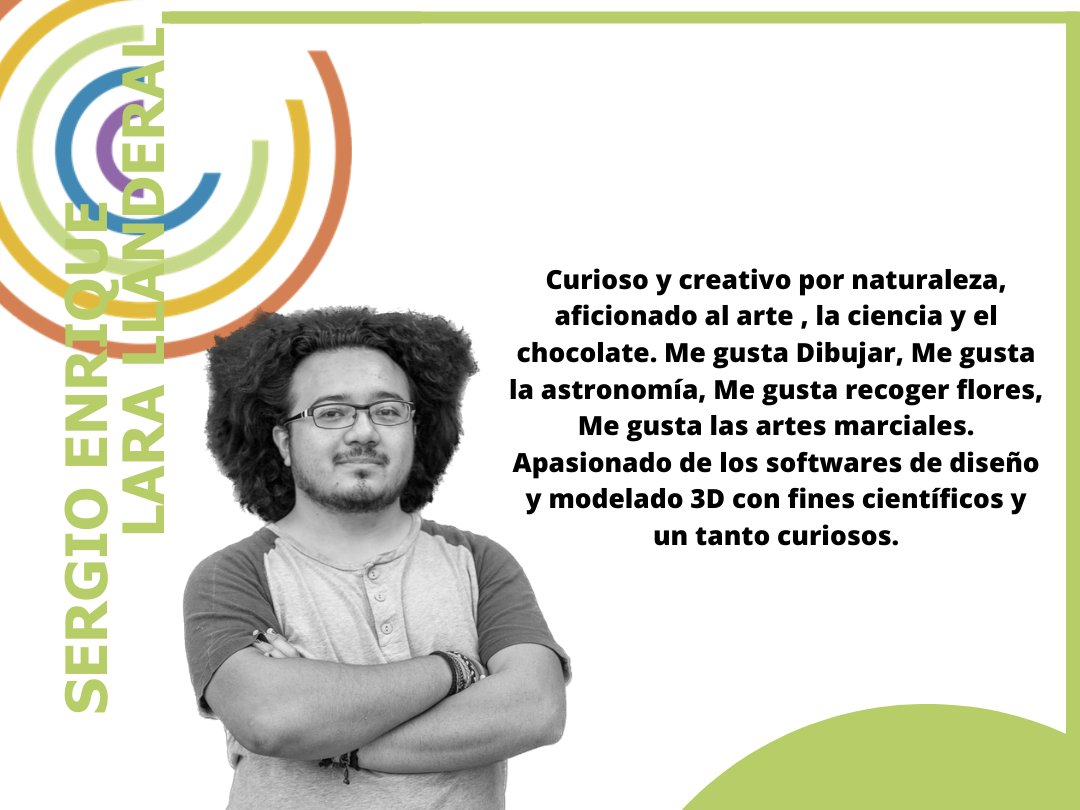 SERGIO ENRIQUE
LARA LLANDERAL
Curioso y creativo por naturaleza,
aficionado al arte , la ciencia y el
chocolate. Me gusta Dibujar, Me gusta
la astronomía, Me gusta recoger flores,
Me gusta las artes marciales.
Apasionado de los softwares de diseño
y modelado 3D con fines científicos y
un tanto curiosos.